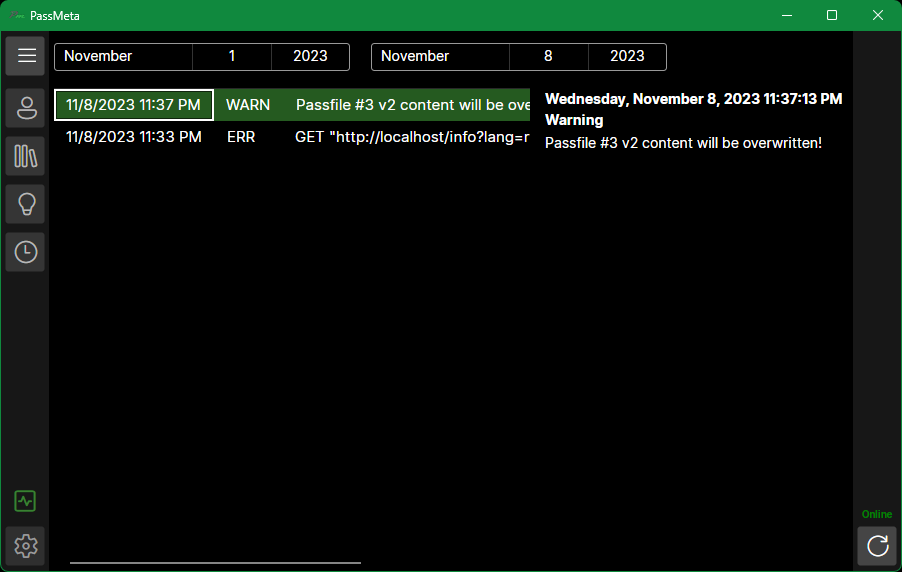 PassMeta
November 1 2023 November 8 2023
11/8/2023 11:37 PM WARN Passfile #3 v2 content will be ove
11/8/2023 11:33 PM ERR GET "http://localhost/info?lang=r
Wednesday, November 8, 2023 11:37:13 PM
Warning
Passfile #3 v2 content will be overwritten!
Online